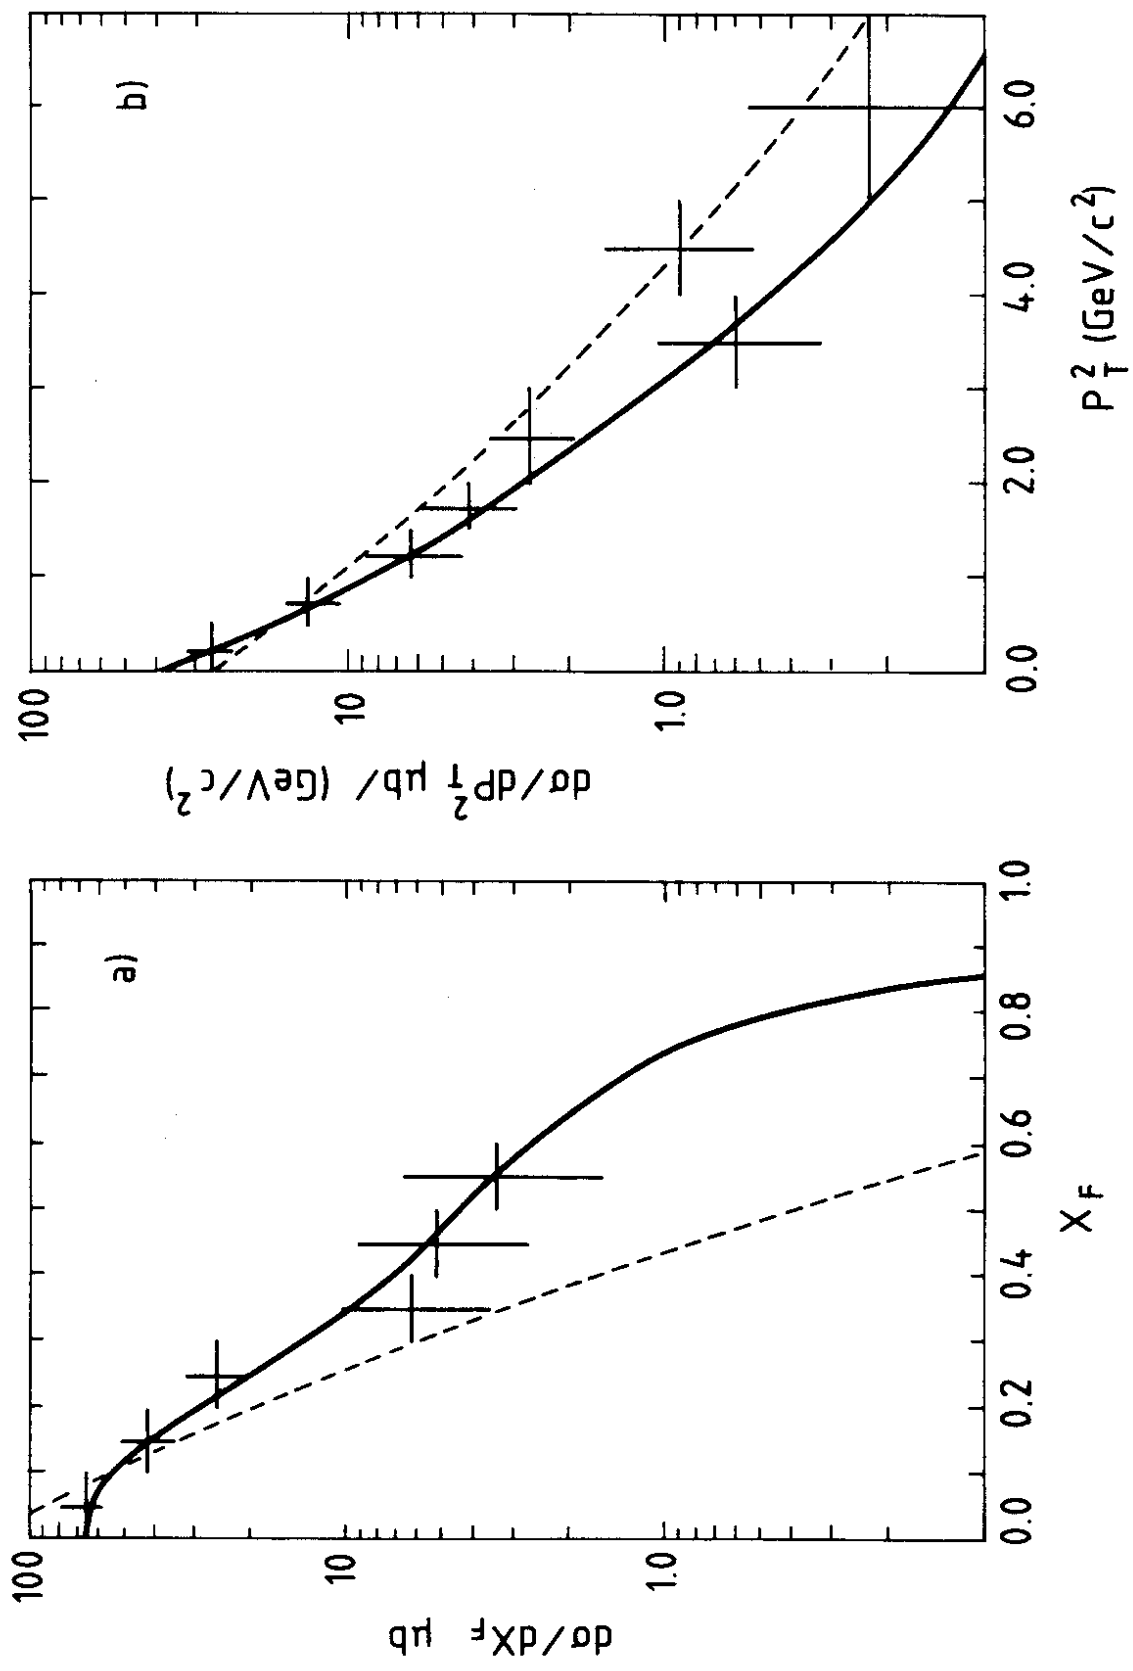 a)
100
10
1.0
dσ/dX_F μb
0.0 0.2 0.4 0.6 0.8 1.0
X_F
b)
100
10
1.0
dσ/dP_T^2 μb/(GeV/c^2)
0.0 2.0 4.0 6.0
P_T^2 (GeV/c^2)